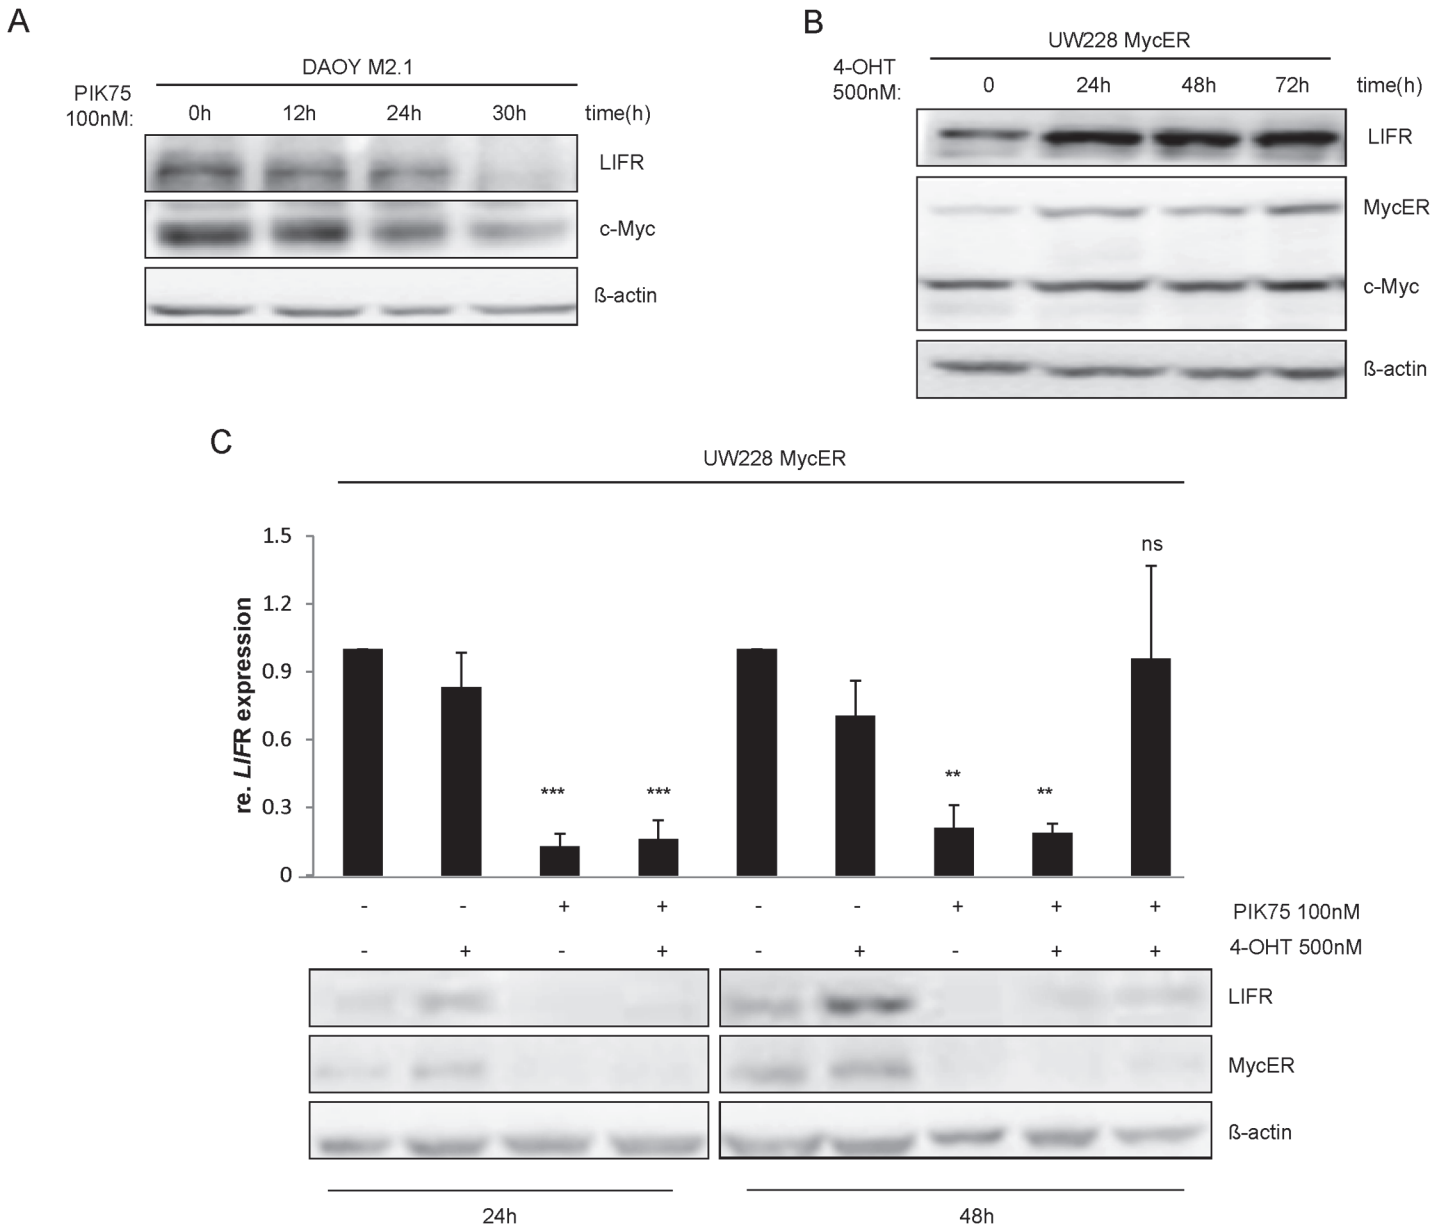 A
DAOY M2.1
PIK75
100nM:
0h 12h 24h 30h time(h)
LIFR
c-Myc
ß-actin
B
UW228 MycER
4-OHT
500nM:
0 24h 48h 72h time(h)
LIFR
MycER
c-Myc
ß-actin
C
UW228 MycER
re. LIFR expression
1.5
1.2
0.9
0.6
0.3
0
*** *** ** ** ns
- - + + - - + + + PIK75 100nM
- + - + - + - + + 4-OHT 500nM
LIFR
MycER
ß-actin
24h 48h